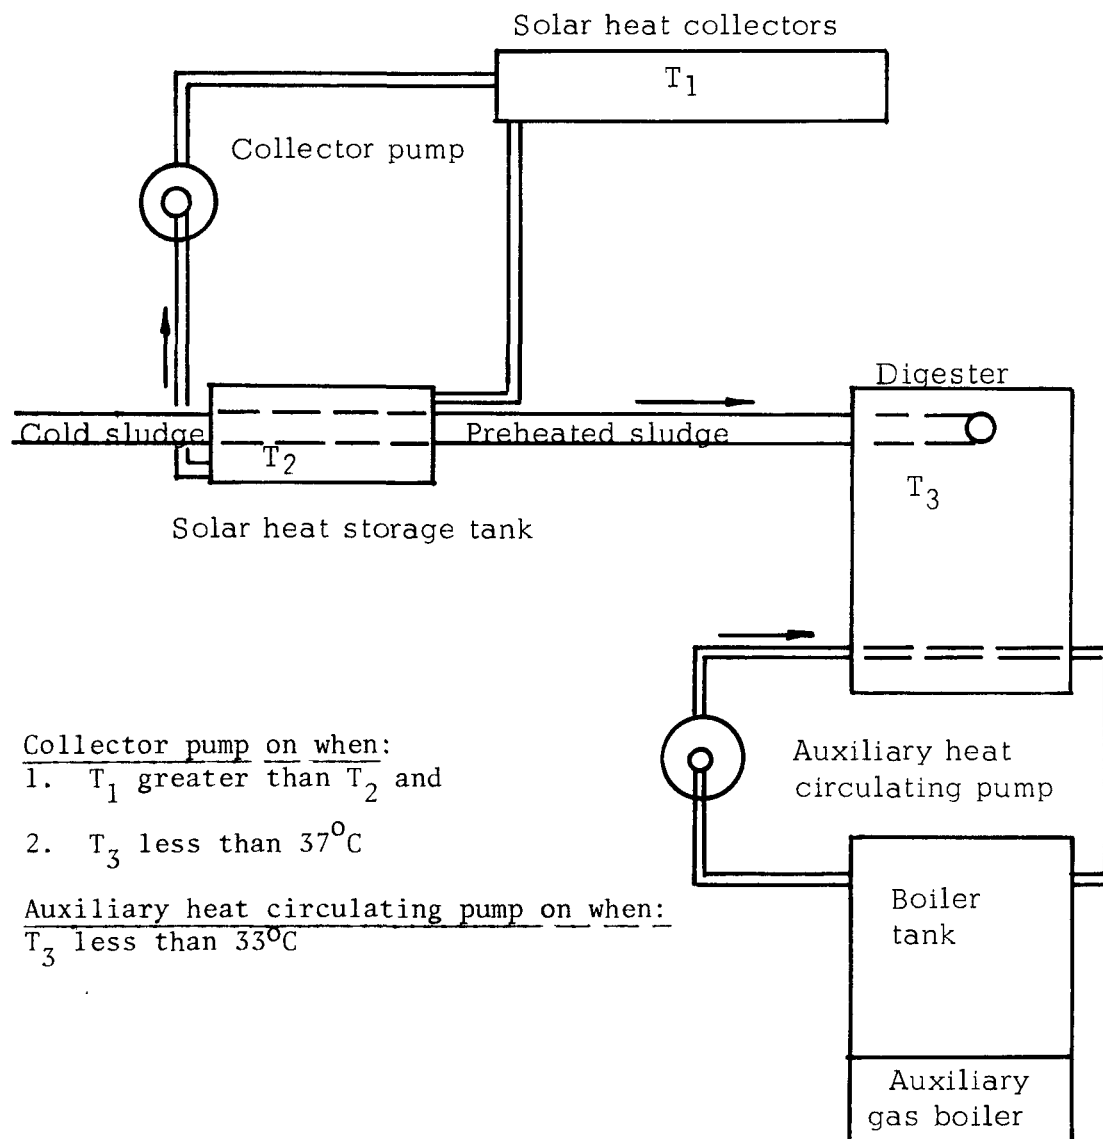 Solar heat collectors
T1
Collector pump
Digester
Cold sludge
Preheated sludge
T2
T3
Solar heat storage tank
Collector pump on when:
1. T1 greater than T2 and
2. T3 less than 37°C
Auxiliary heat circulating pump on when:
T3 less than 33°C
Auxiliary heat
circulating pump
Boiler
tank
Auxiliary
gas boiler